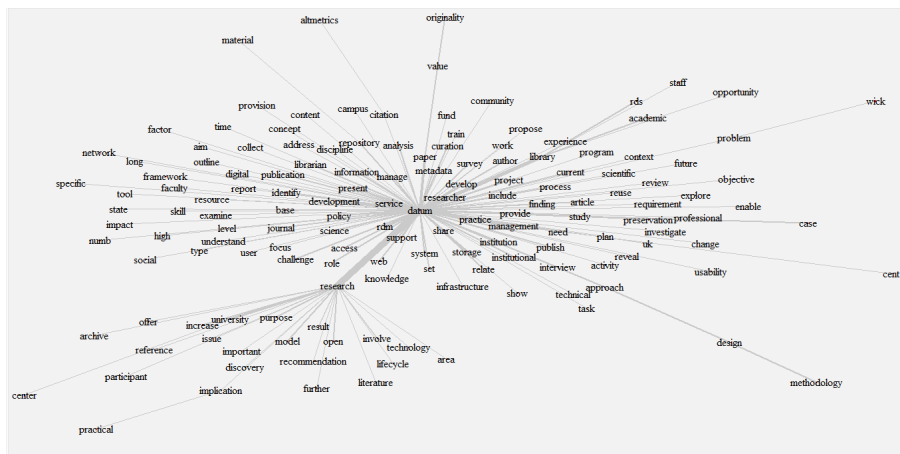 altmetrics
originality
material
value
staff
opportunity
provision
content
campus
citation
fund
community
rds
academic
wick
factor
time
concept
train
propose
aim
collect
address
discipline
repository
analysis
curation
work
experience
problem
network
long
outline
librarian
information
paper
metadata
survey
author
library
program
context
future
specific
framework
faculty
digital
publication
manage
current
scientific
tool
report
identify
present
develop
project
process
review
objective
resource
development
service
researcher
include
finding
article
reuse
explore
state
skill
examine
base
policy
datum
provide
study
requirement
enable
impact
level
journal
science
rdm
share
practice
management
need
preservation
professional
case
numb
high
understand
support
institution
plan
investigate
social
type
user
focus
access
system
storage
institutional
publish
uk
change
challenge
role
web
set
relate
interview
activity
reveal
usability
cent
research
knowledge
infrastructure
show
technical
approach
task
archive
offer
increase
university
purpose
result
involve
design
reference
issue
important
model
open
technology
participant
discovery
recommendation
lifecycle
area
center
implication
further
literature
methodology
practical